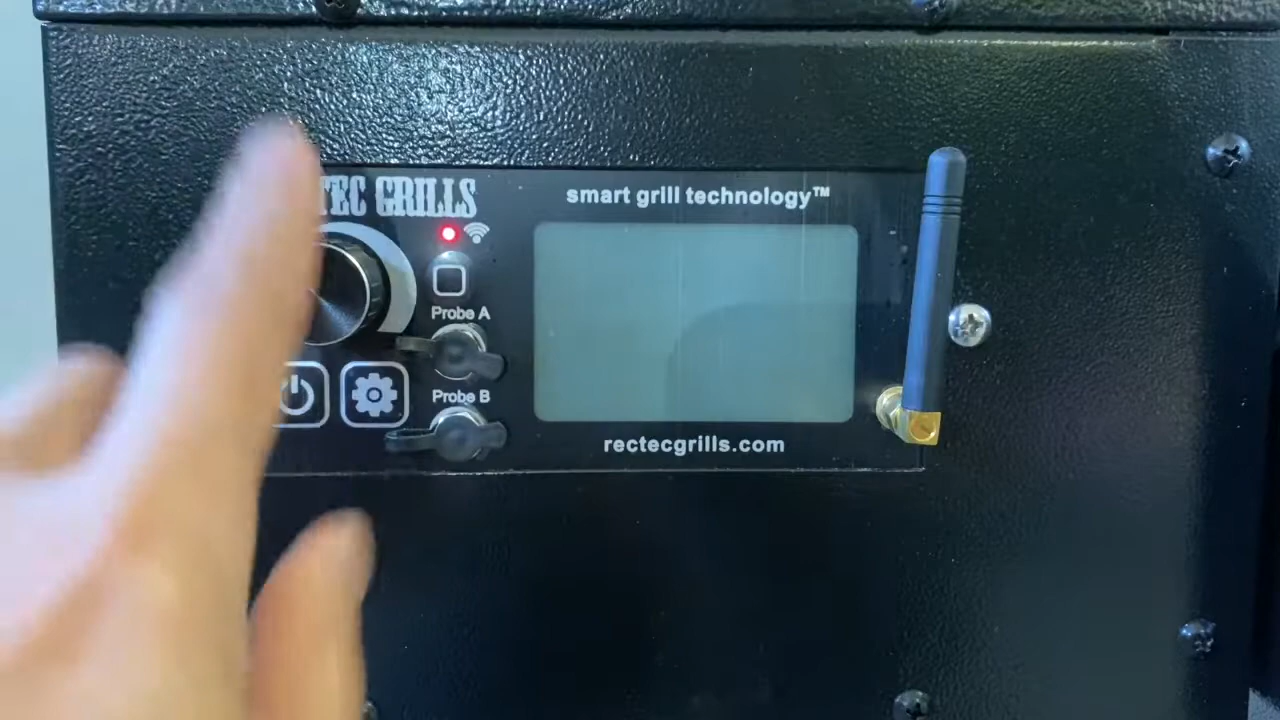 TEC GRILLS
smart grill technology™
Probe A
Probe B
rectecgrills.com